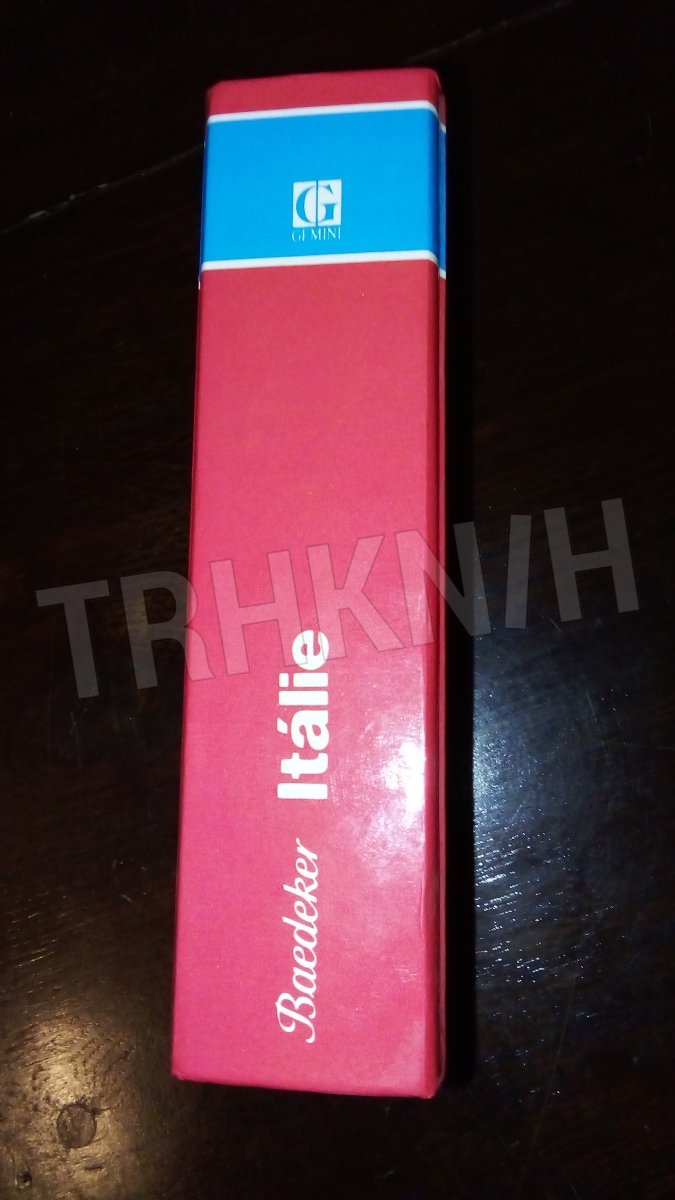 G
GEMINI
TRHKNIH
Baedeker Itálie